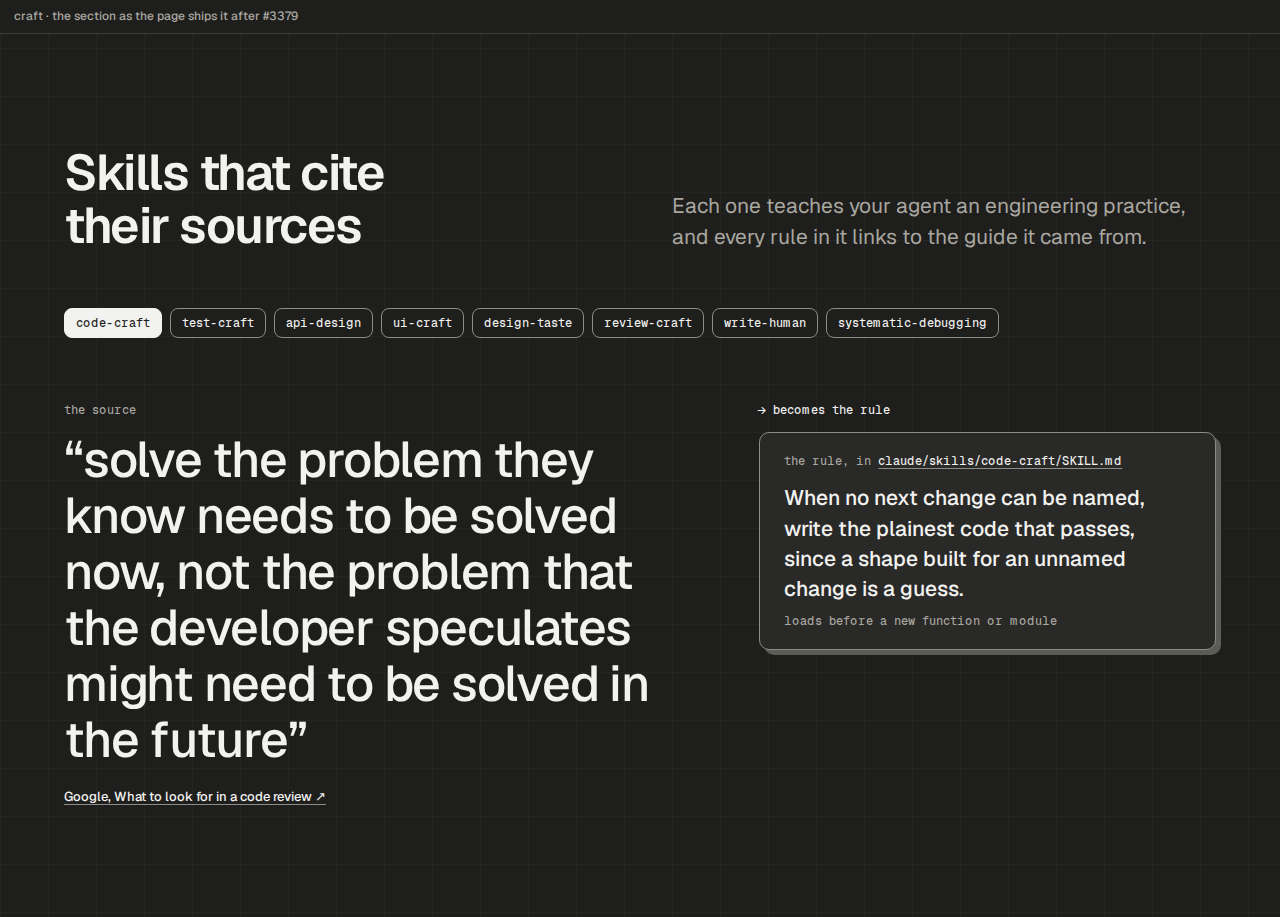 craft · the section as the page ships it after #3379
Skills that cite
their sources
Each one teaches your agent an engineering practice,
and every rule in it links to the guide it came from.
code-craft
test-craft
api-design
ui-craft
design-taste
review-craft
write-human
systematic-debugging
the source
“solve the problem they
know needs to be solved
now, not the problem that
the developer speculates
might need to be solved in
the future”
Google, What to look for in a code review ↗
→ becomes the rule
the rule, in claude/skills/code-craft/SKILL.md
When no next change can be named,
write the plainest code that passes,
since a shape built for an unnamed
change is a guess.
loads before a new function or module